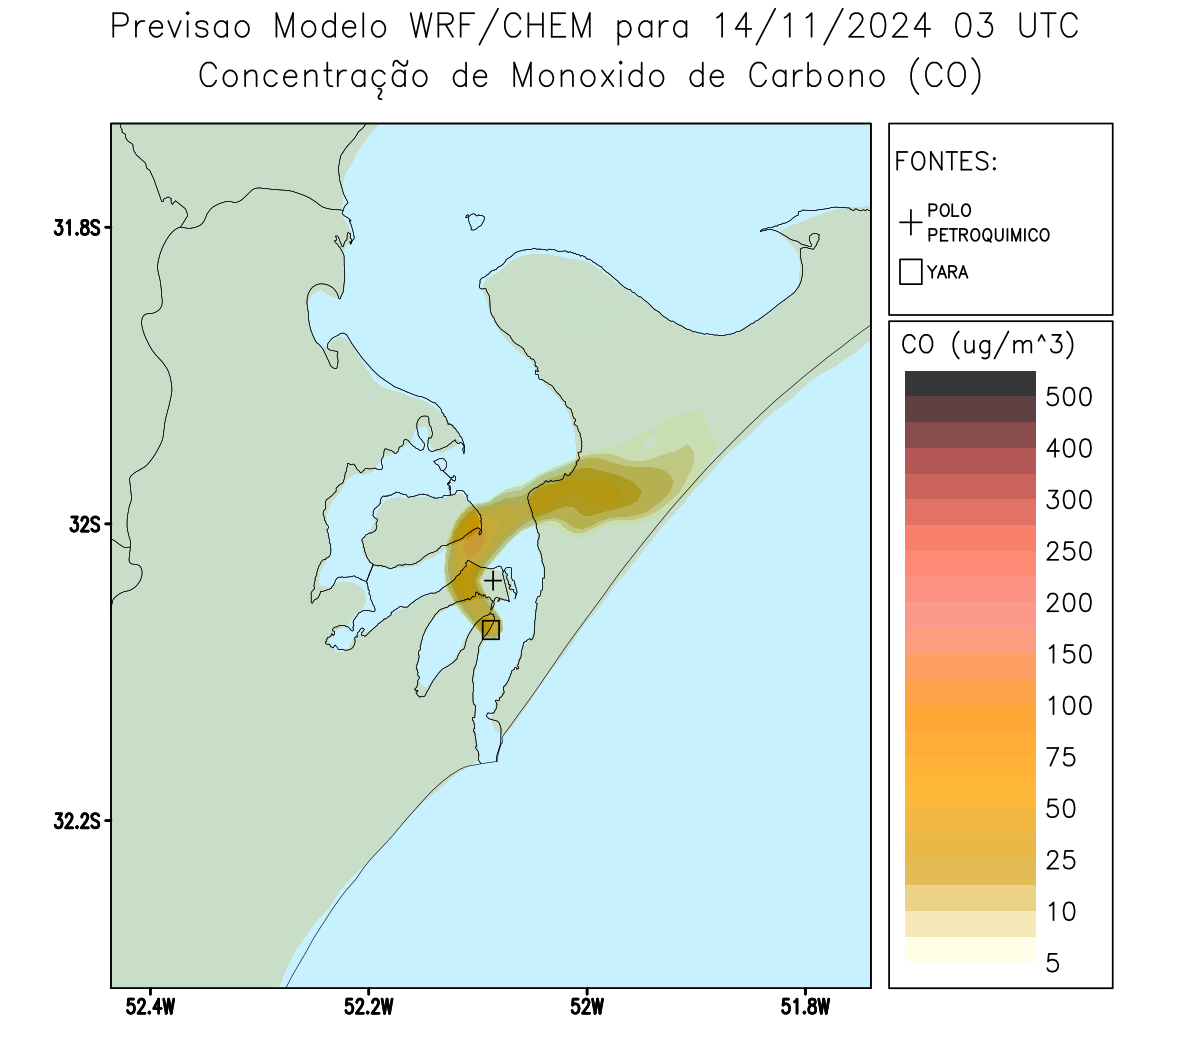 Previsao Modelo WRF/CHEM para 14/11/2024 03 UTC
Concentração de Monoxido de Carbono (CO)
FONTES:
POLO
PETROQUIMICO
YARA
CO (ug/m^3)
500
400
300
250
200
150
100
75
50
25
10
5
31.8S
32S
32.2S
52.4W
52.2W
52W
51.8W